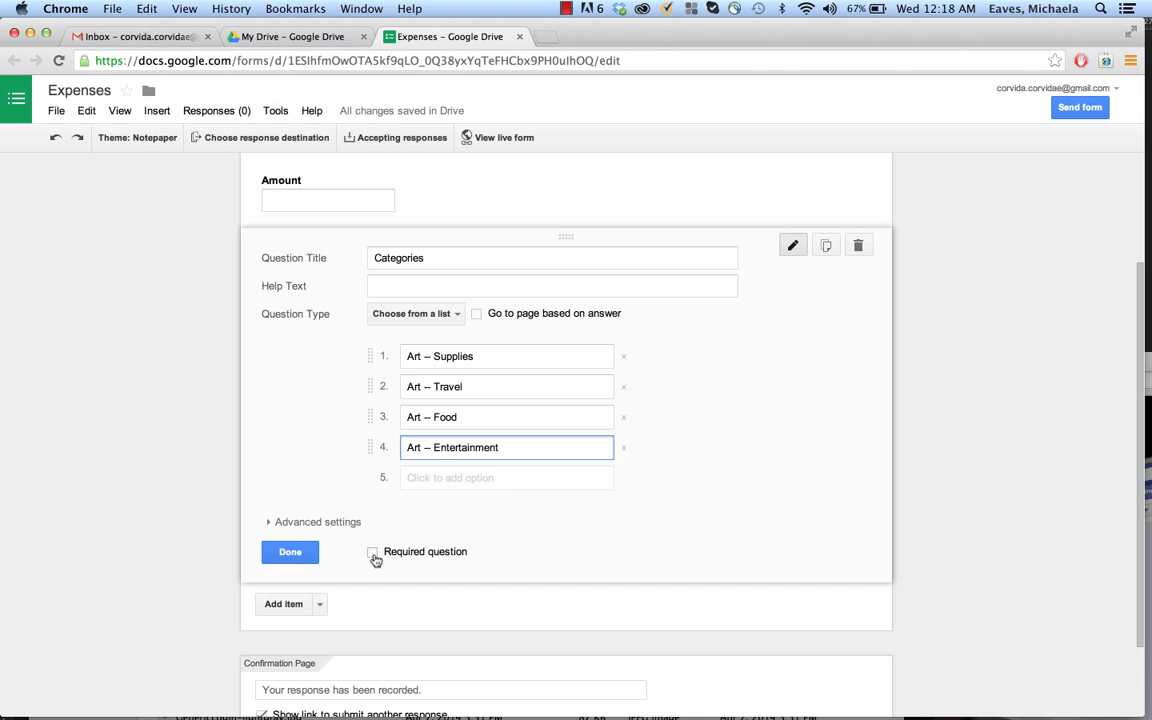 Chrome File Edit View History Bookmarks Window Help 6 67% Wed 12:18 AM Eaves, Michaela
Inbox – corvida.corvidae@ × My Drive – Google Drive × Expenses – Google Drive ×
https://docs.google.com/forms/d/1ESIhfmOwOTA5kf9qLO_0Q38yxYqTeFHCbx9PH0uIhOQ/edit
Expenses
corvida.corvidae@gmail.com
File Edit View Insert Responses (0) Tools Help All changes saved in Drive
Send form
Theme: Notepaper Choose response destination Accepting responses View live form
Amount
Question Title Categories
Help Text
Question Type Choose from a list Go to page based on answer
1. Art -- Supplies ×
2. Art -- Travel ×
3. Art -- Food ×
4. Art -- Entertainment ×
5. Click to add option
Advanced settings
Done Required question
Add item
Confirmation Page
Your response has been recorded.
Show link to submit another response